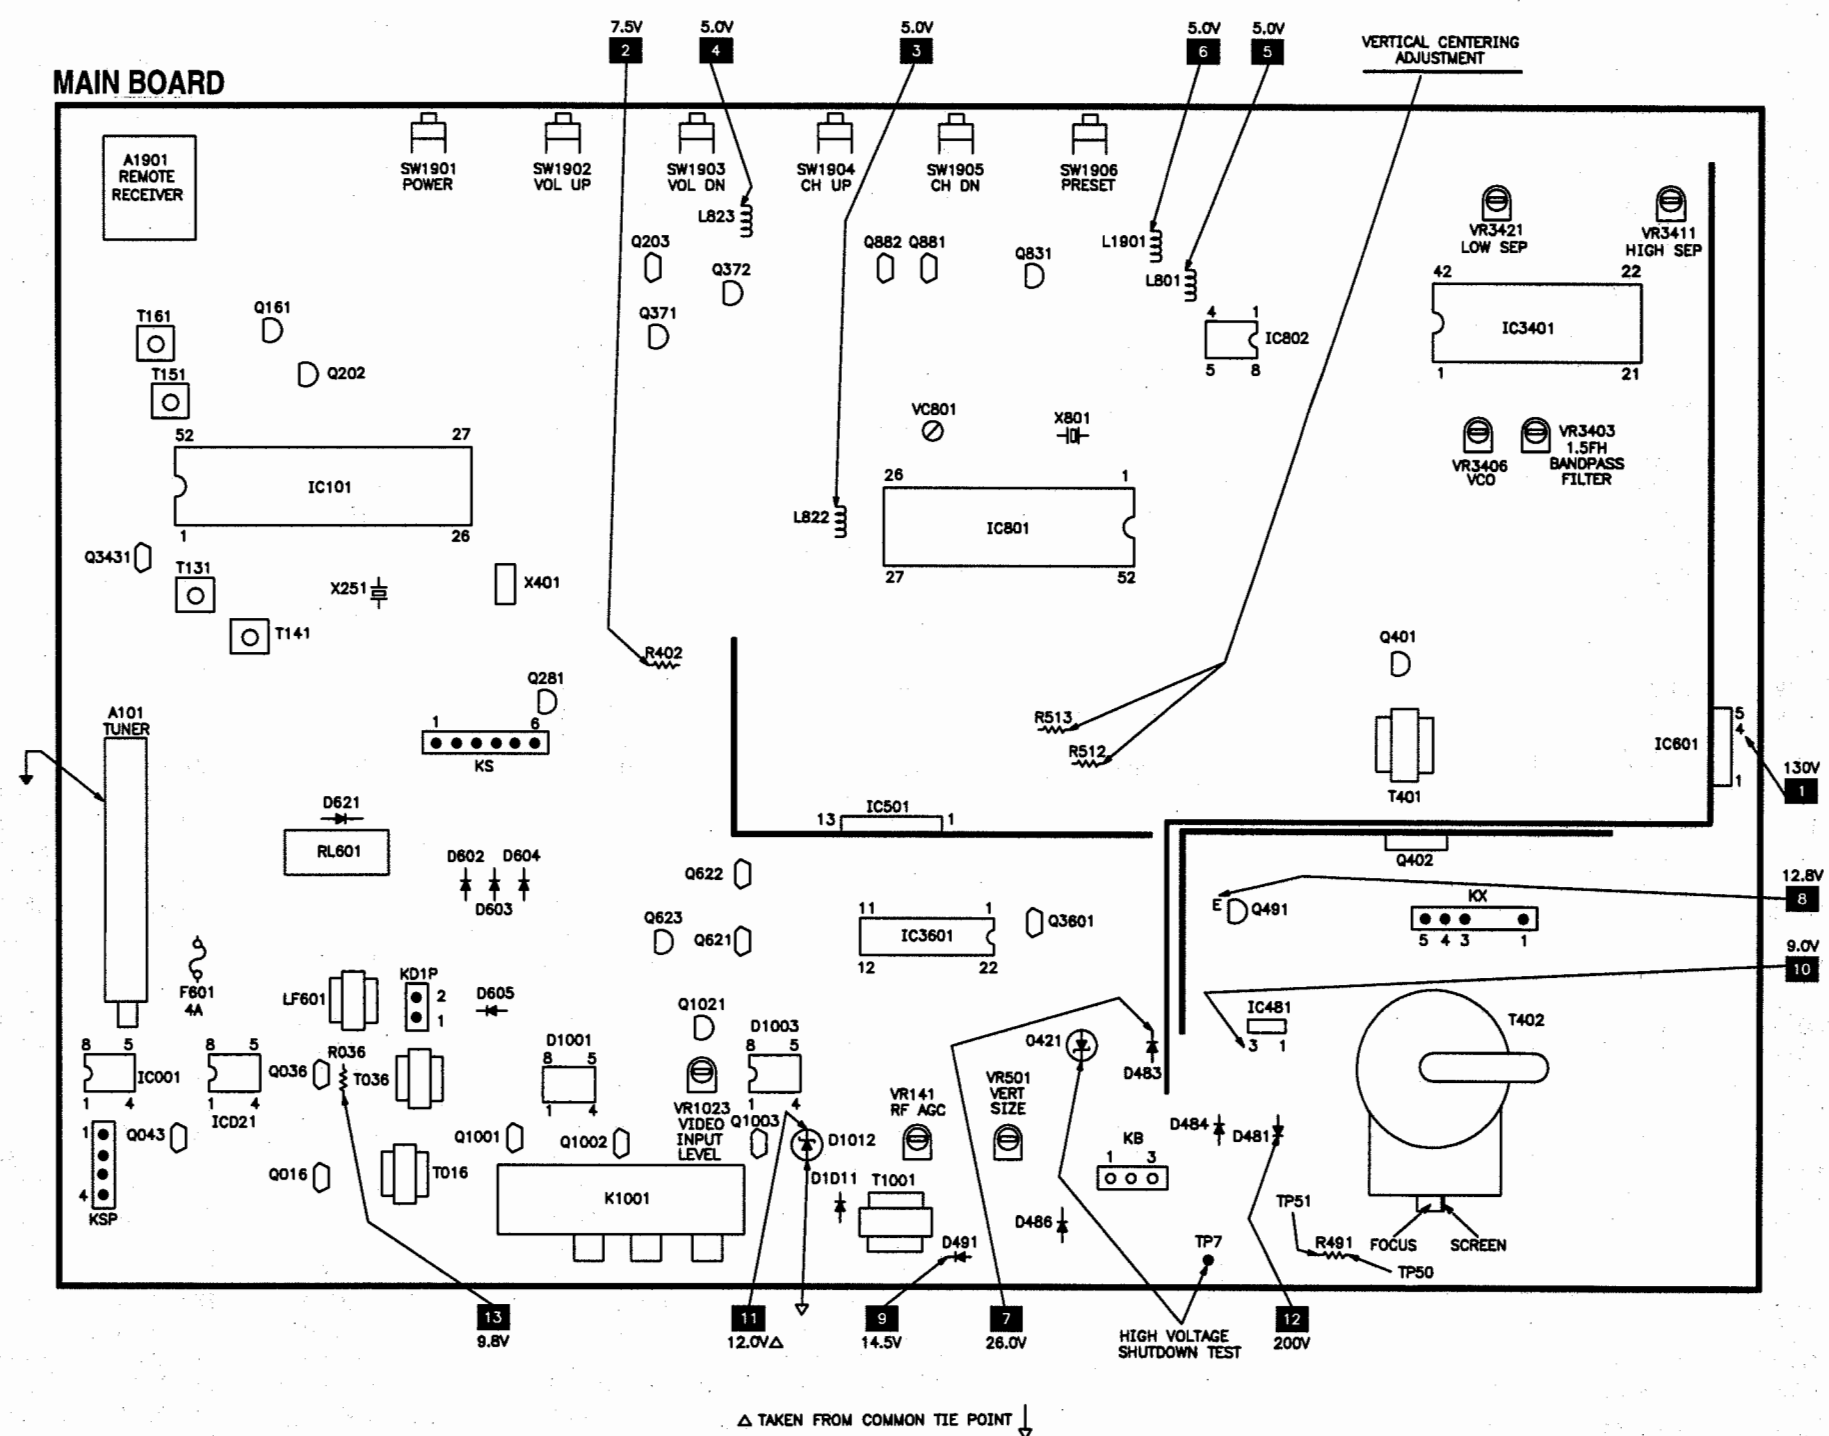 7.5V
2
5.0V
4
5.0V
3
5.0V
6
5.0V
5
VERTICAL CENTERING
ADJUSTMENT
MAIN BOARD
A1901
REMOTE
RECEIVER
SW1901
POWER
SW1902
VOL UP
SW1903
VOL DN
SW1904
CH UP
SW1905
CH DN
SW1906
PRESET
L823
Q203
Q372
Q371
Q882
Q881
Q831
L1901
L801
VR3421
LOW SEP
VR3411
HIGH SEP
42
22
IC3401
1
21
4
1
IC802
5
8
T161
Q161
T151
Q202
VC801
X801
VR3406
VCO
VR3403
1.5FH
BANDPASS
FILTER
52
27
IC101
1
26
26
1
IC801
27
52
L822
Q3431
T131
X251
X401
T141
R402
Q401
Q281
A101
TUNER
1
6
KS
R513
R512
T401
5
4
IC601
1
130V
1
D621
RL601
13
IC501
1
Q402
D602
D604
D603
Q622
Q623
Q621
11
1
IC3601
12
22
Q3601
E
Q491
KX
5
4
3
1
12.8V
8
9.0V
10
F601
4A
LF601
KD1P
2
1
D605
Q1021
D1003
8
5
1
4
D421
D483
IC481
3
1
T402
8
5
IC001
1
4
8
5
1
4
ICD21
Q036
R036
T036
D1001
8
5
1
4
VR1023
VIDEO
INPUT
LEVEL
Q1003
VR141
RF AGC
VR501
VERT
SIZE
D484
D481
1
4
KSP
Q043
Q016
T016
Q1001
Q1002
K1001
D1012
D1D11
T1001
D491
D486
KB
1
3
TP7
TP51
R491
TP50
FOCUS
SCREEN
13
9.8V
11
12.0V△
9
14.5V
7
26.0V
HIGH VOLTAGE
SHUTDOWN TEST
12
200V
△ TAKEN FROM COMMON TIE POINT